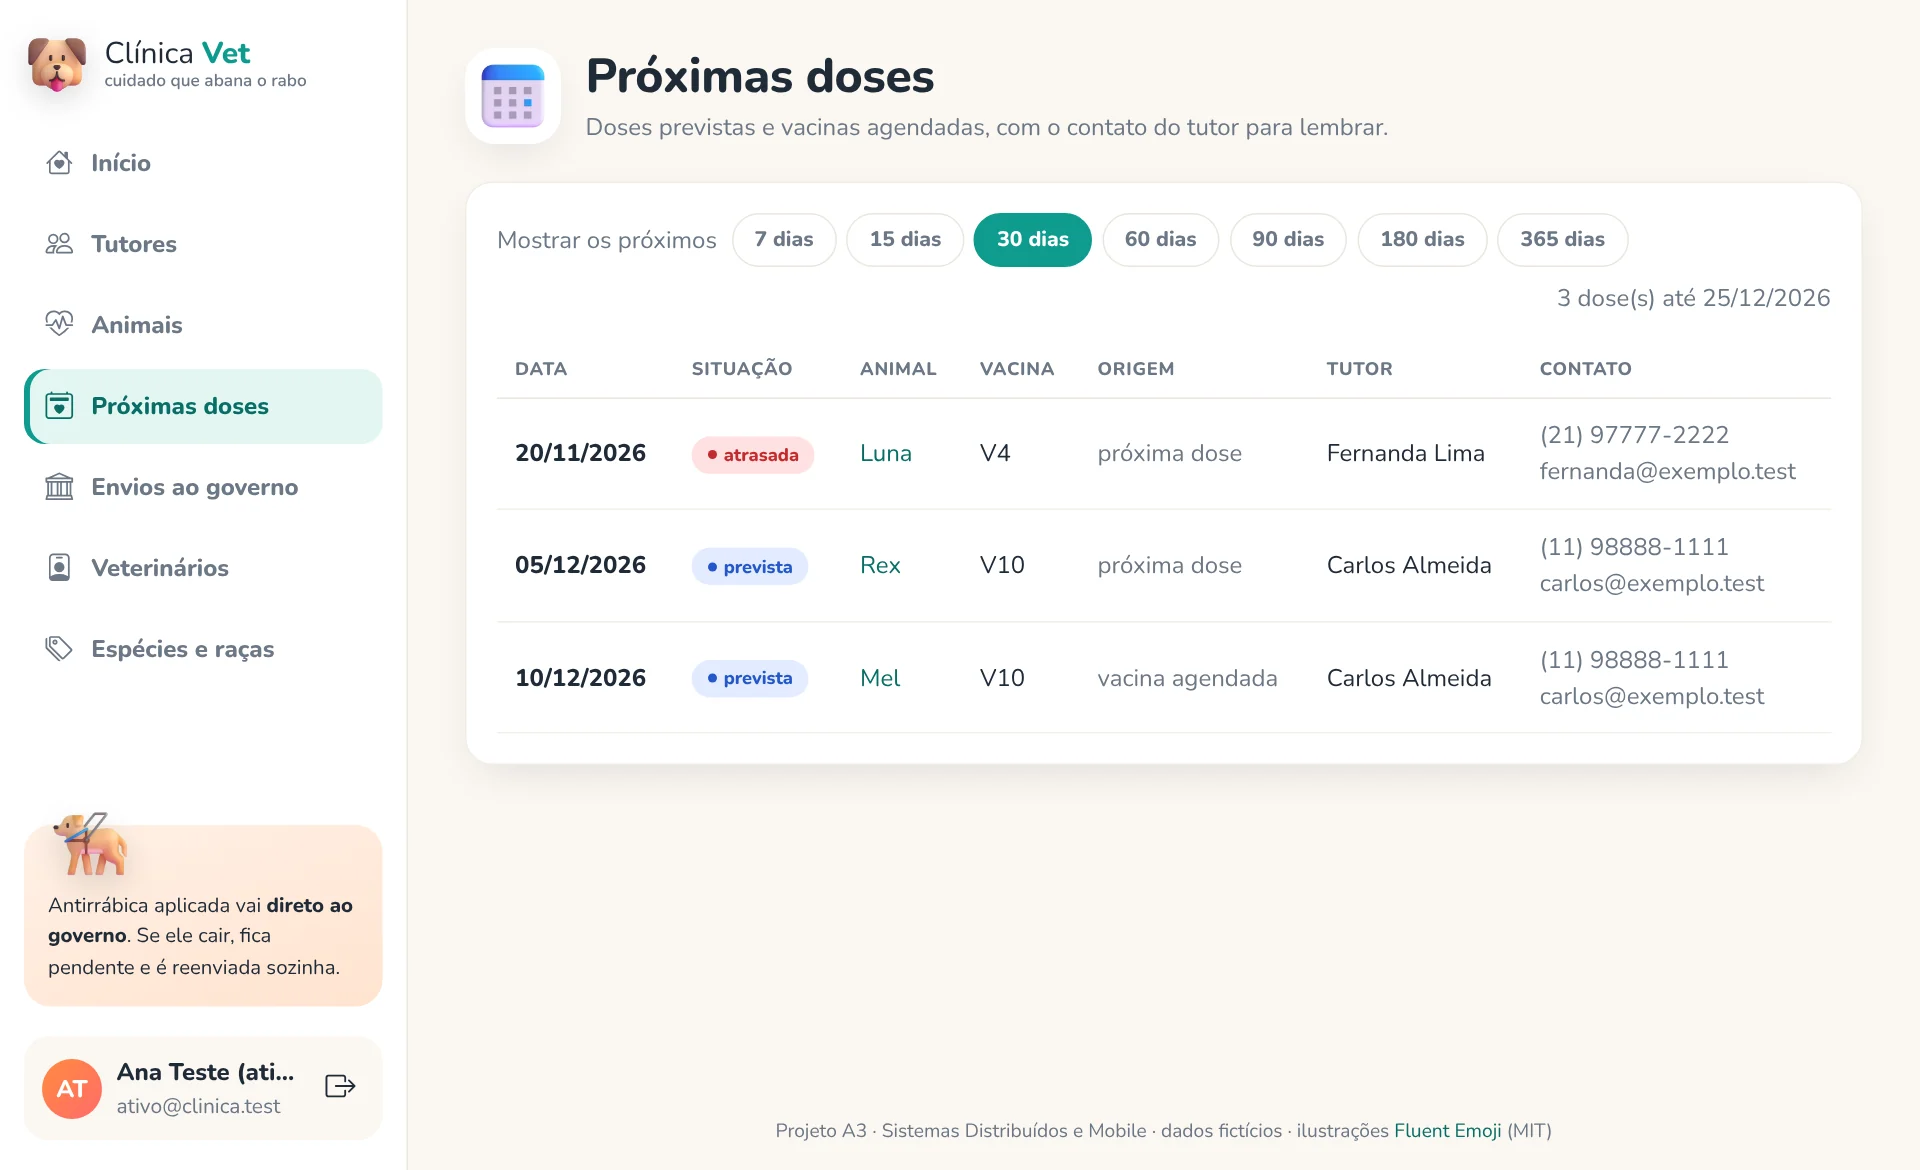 Clínica Vet
cuidado que abana o rabo
Início
Tutores
Animais
Próximas doses
Envios ao governo
Veterinários
Espécies e raças
Antirrábica aplicada vai direto ao
governo. Se ele cair, fica
pendente e é reenviada sozinha.
AT
Ana Teste (ati...
ativo@clinica.test
Próximas doses
Doses previstas e vacinas agendadas, com o contato do tutor para lembrar.
Mostrar os próximos 7 dias 15 dias 30 dias 60 dias 90 dias 180 dias 365 dias
3 dose(s) até 25/12/2026
DATA SITUAÇÃO ANIMAL VACINA ORIGEM TUTOR CONTATO
20/11/2026 atrasada Luna V4 próxima dose Fernanda Lima (21) 97777-2222
fernanda@exemplo.test
05/12/2026 prevista Rex V10 próxima dose Carlos Almeida (11) 98888-1111
carlos@exemplo.test
10/12/2026 prevista Mel V10 vacina agendada Carlos Almeida (11) 98888-1111
carlos@exemplo.test
Projeto A3 · Sistemas Distribuídos e Mobile · dados fictícios · ilustrações Fluent Emoji (MIT)